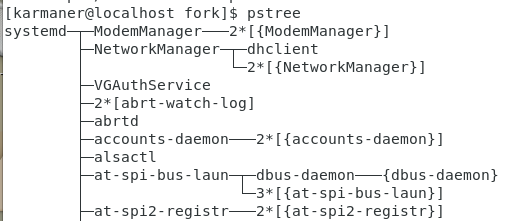 [karmaner@localhost fork]$ pstree
systemd─┬─ModemManager───2*[{ModemManager}]
        ├─NetworkManager─┬─dhclient
        │                └─2*[{NetworkManager}]
        ├─VGAuthService
        ├─2*[abrt-watch-log]
        ├─abrtd
        ├─accounts-daemon───2*[{accounts-daemon}]
        ├─alsactl
        ├─at-spi-bus-laun─┬─dbus-daemon───{dbus-daemon}
        │                 └─3*[{at-spi-bus-laun}]
        ├─at-spi2-registr───2*[{at-spi2-registr}]